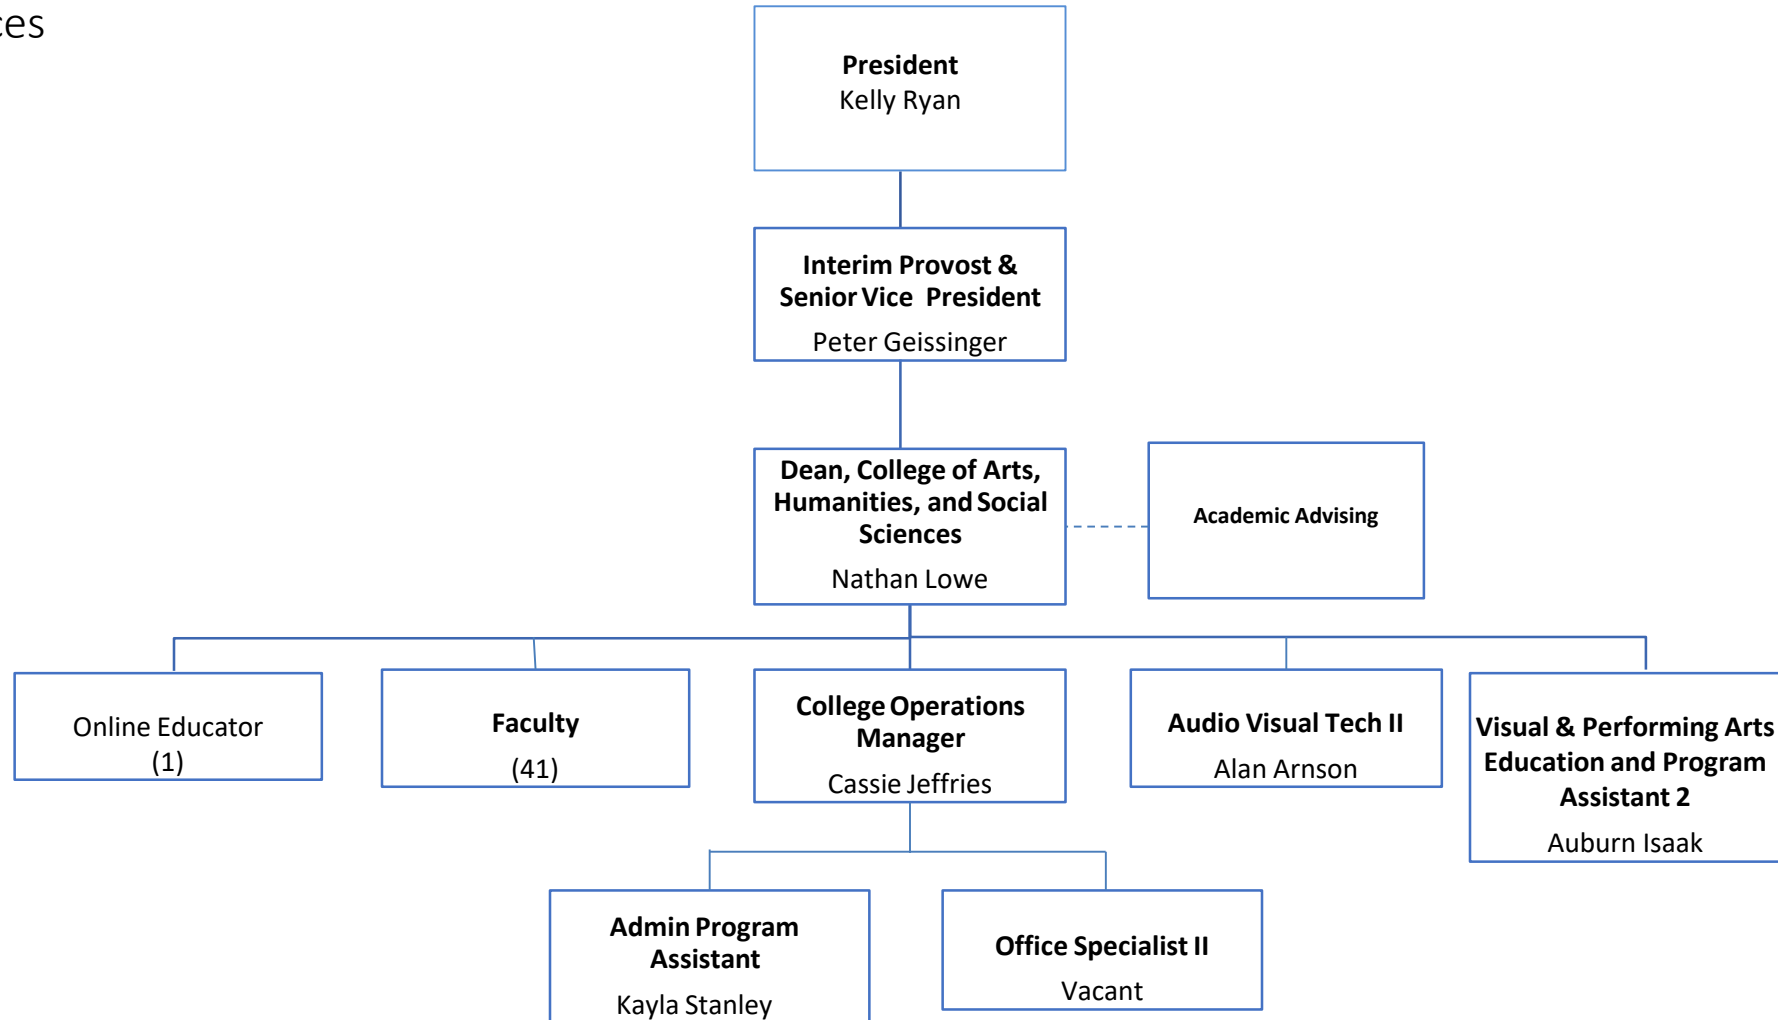 President
Kelly Ryan
Interim Provost &
Senior Vice President
Peter Geissinger
Dean, College of Arts,
Humanities, and Social
Sciences
Nathan Lowe
Academic Advising
Online Educator
(1)
Faculty
(41)
College Operations
Manager
Cassie Jeffries
Audio Visual Tech II
Alan Arnson
Visual & Performing Arts
Education and Program
Assistant 2
Auburn Isaak
Admin Program
Assistant
Kayla Stanley
Office Specialist II
Vacant